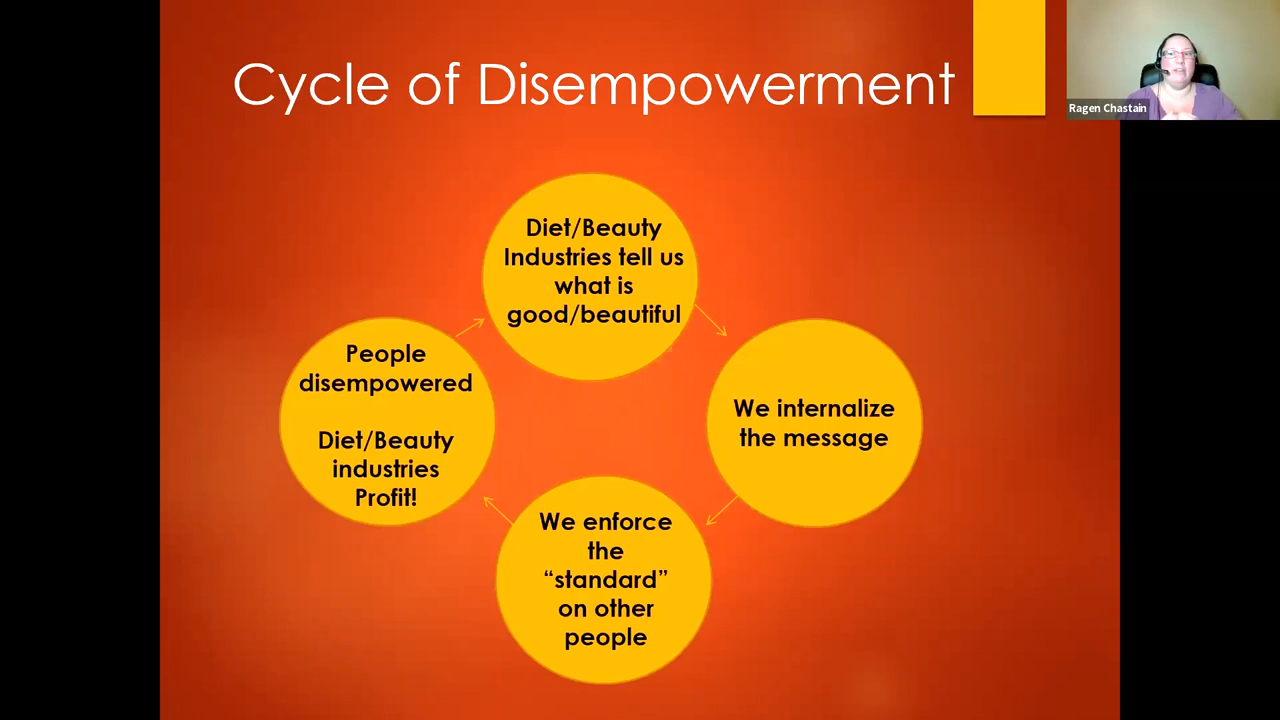 Cycle of Disempowerment
Ragen Chastain
Diet/Beauty
Industries tell us
what is
good/beautiful
We internalize
the message
We enforce
the
“standard”
on other
people
People
disempowered
Diet/Beauty
industries
Profit!